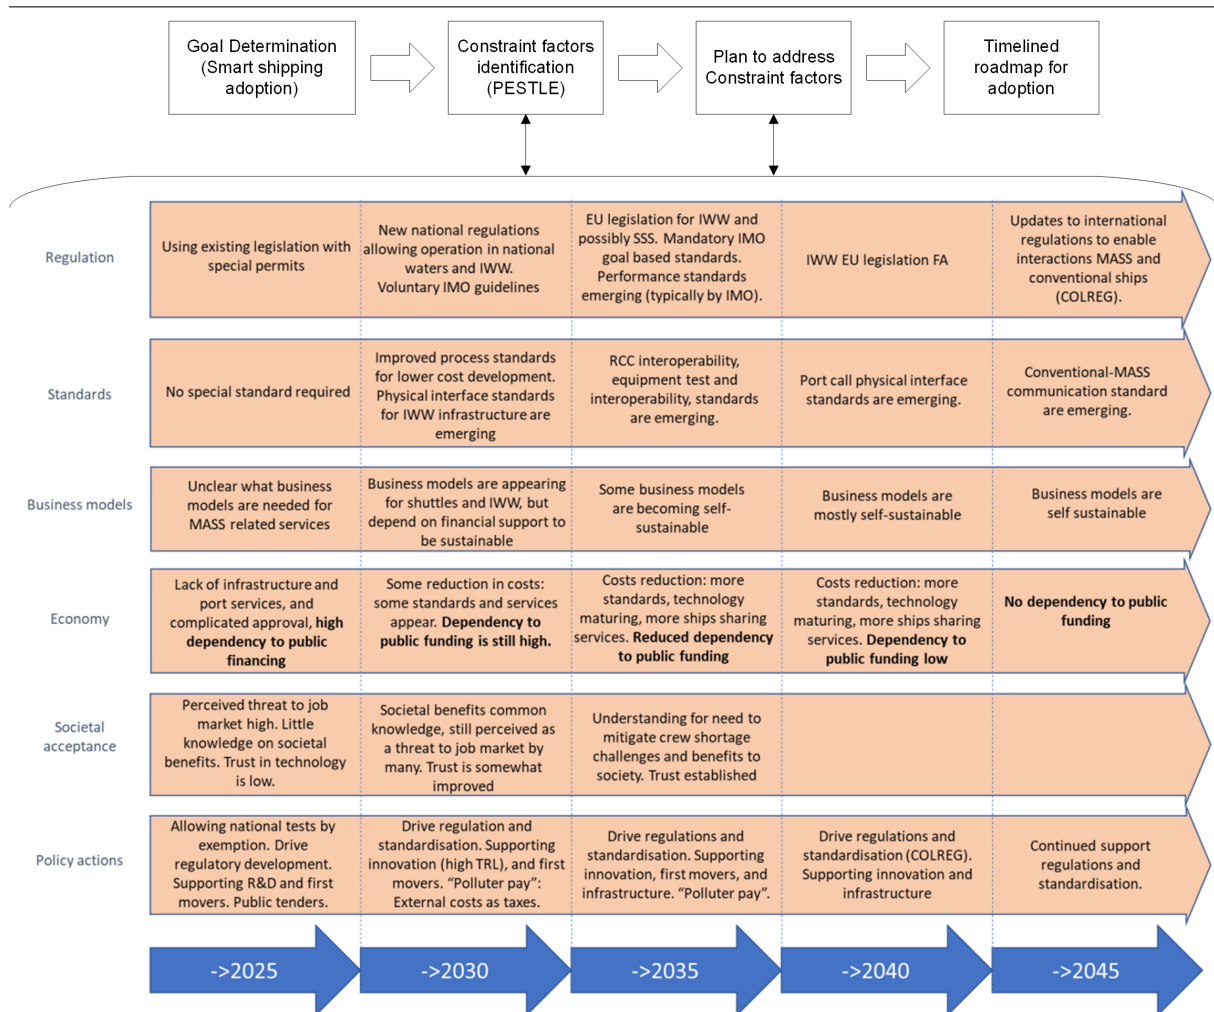 Goal Determination
(Smart shipping
adoption)
Constraint factors
identification
(PESTLE)
Plan to address
Constraint factors
Timelined
roadmap for
adoption
Regulation
Using existing legislation with
special permits
New national regulations
allowing operation in national
waters and IWW.
Voluntary IMO guidelines
EU legislation for IWW and
possibly SSS. Mandatory IMO
goal based standards.
Performance standards
emerging (typically by IMO).
IWW EU legislation FA
Updates to international
regulations to enable
interactions MASS and
conventional ships
(COLREG).
Standards
No special standard required
Improved process standards
for lower cost development.
Physical interface standards
for IWW infrastructure are
emerging
RCC interoperability,
equipment test and
interoperability, standards
are emerging.
Port call physical interface
standards are emerging.
Conventional-MASS
communication standard
are emerging.
Business models
Unclear what business
models are needed for
MASS related services
Business models are appearing
for shuttles and IWW, but
depend on financial support to
be sustainable
Some business models
are becoming self-
sustainable
Business models are
mostly self-sustainable
Business models are
self sustainable
Economy
Lack of infrastructure and
port services, and
complicated approval, high
dependency to public
financing
Some reduction in costs:
some standards and services
appear. Dependency to
public funding is still high.
Costs reduction: more
standards, technology
maturing, more ships sharing
services. Reduced dependency
to public funding
Costs reduction: more
standards, technology
maturing, more ships sharing
services. Dependency to
public funding low
No dependency to public
funding
Societal
acceptance
Perceived threat to job
market high. Little
knowledge on societal
benefits. Trust in technology
is low.
Societal benefits common
knowledge, still perceived as
a threat to job market by
many. Trust is somewhat
improved
Understanding for need to
mitigate crew shortage
challenges and benefits to
society. Trust established
Policy actions
Allowing national tests by
exemption. Drive
regulatory development.
Supporting R&D and first
movers. Public tenders.
Drive regulation and
standardisation. Supporting
innovation (high TRL), and first
movers. “Polluter pay”:
External costs as taxes.
Drive regulations and
standardisation. Supporting
innovation, first movers, and
infrastructure. “Polluter pay”.
Drive regulations and
standardisation (COLREG).
Supporting innovation and
infrastructure
Continued support
regulations and
standardisation.
->2025
->2030
->2035
->2040
->2045